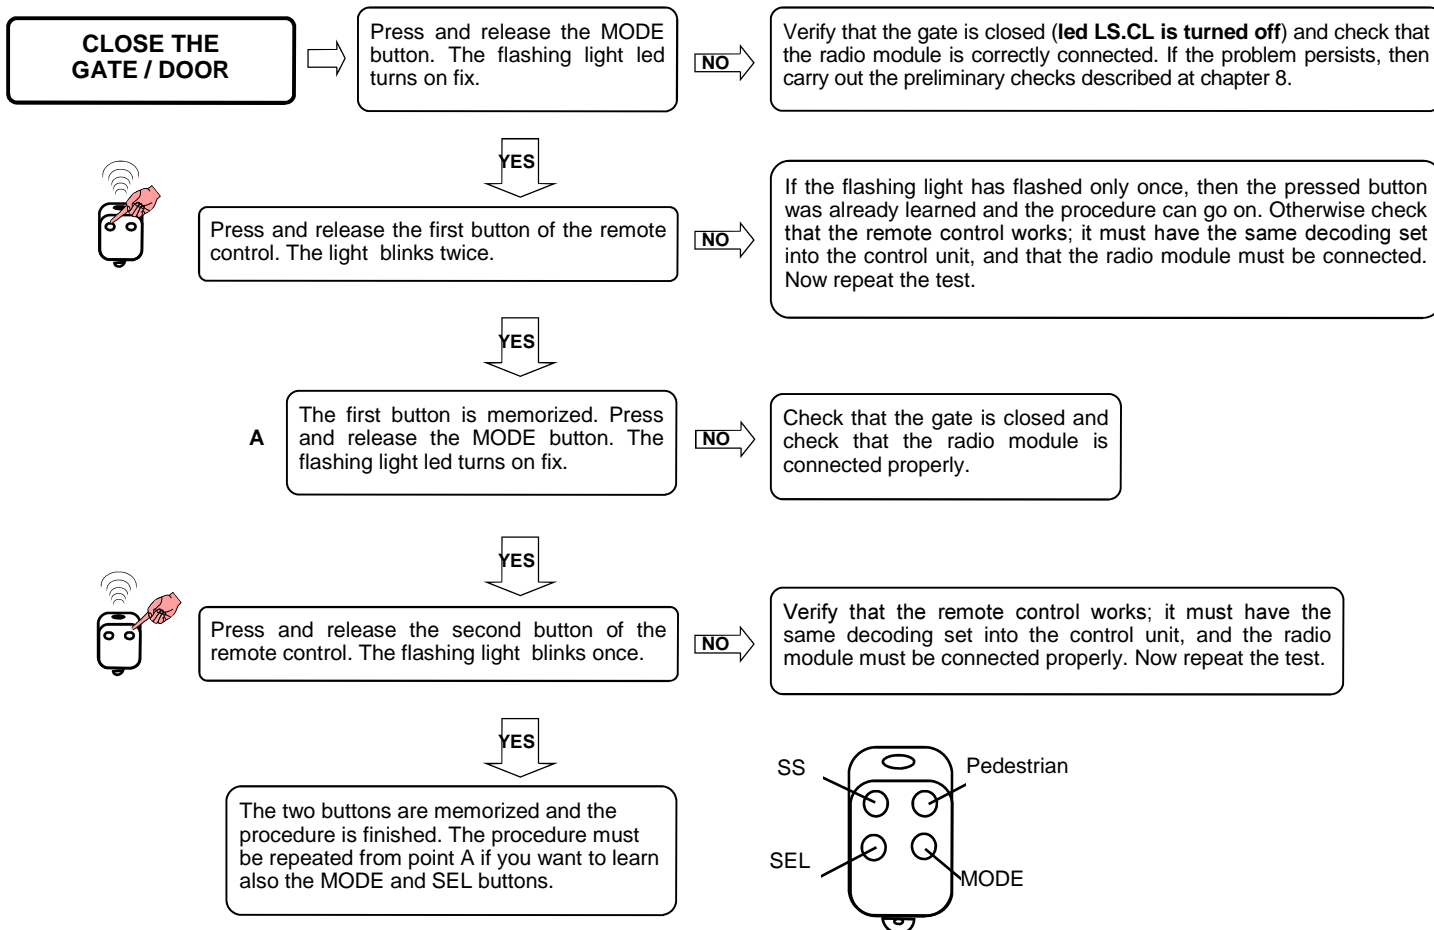 CLOSE THE
GATE / DOOR
Press and release the MODE
button. The flashing light led
turns on fix.
NO
Verify that the gate is closed (led LS.CL is turned off) and check that
the radio module is correctly connected. If the problem persists, then
carry out the preliminary checks described at chapter 8.
YES
Press and release the first button of the remote
control. The light blinks twice.
NO
If the flashing light has flashed only once, then the pressed button
was already learned and the procedure can go on. Otherwise check
that the remote control works; it must have the same decoding set
into the control unit, and that the radio module must be connected.
Now repeat the test.
YES
A
The first button is memorized. Press
and release the MODE button. The
flashing light led turns on fix.
NO
Check that the gate is closed and
check that the radio module is
connected properly.
YES
Press and release the second button of the
remote control. The flashing light blinks once.
NO
Verify that the remote control works; it must have the
same decoding set into the control unit, and the radio
module must be connected properly. Now repeat the test.
YES
The two buttons are memorized and the
procedure is finished. The procedure must
be repeated from point A if you want to learn
also the MODE and SEL buttons.
SS
Pedestrian
SEL
MODE